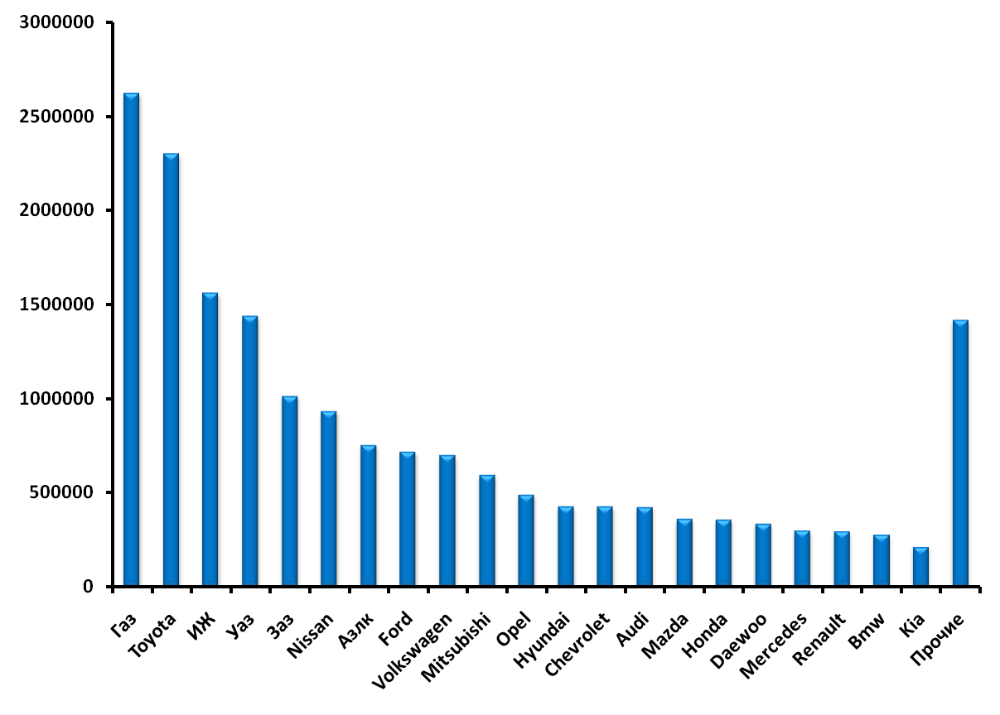 3000000
2500000
2000000
1500000
1000000
500000
0
Газ
Toyota
ИЖ
Уаз
Заз
Nissan
Азлк
Ford
Volkswagen
Mitsubishi
Opel
Hyundai
Chevrolet
Audi
Mazda
Honda
Daewoo
Mercedes
Renault
Bmw
Kia
Прочие